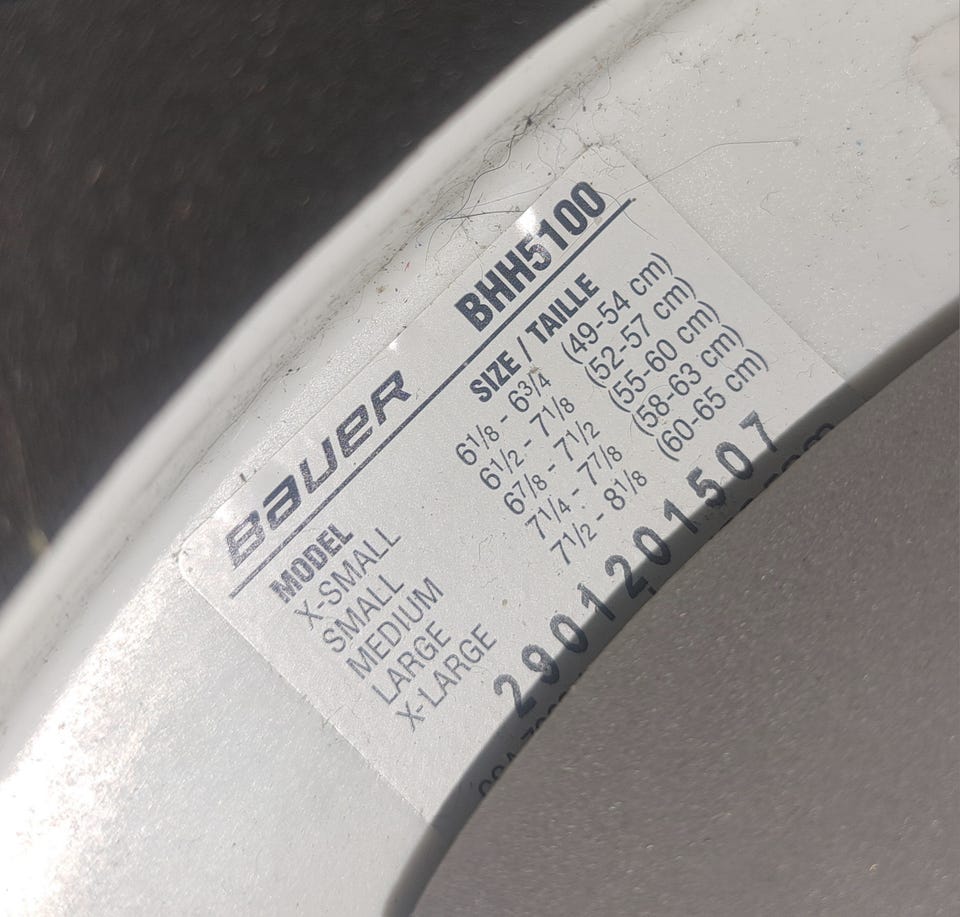 BAUER BHH5100
MODEL SIZE / TAILLE
X-SMALL 6 1/8 - 6 3/4 (49-54 cm)
SMALL 6 1/2 - 7 1/8 (52-57 cm)
MEDIUM 6 7/8 - 7 1/2 (55-60 cm)
LARGE 7 1/4 - 7 7/8 (58-63 cm)
X-LARGE 7 1/2 - 8 1/8 (60-65 cm)
2901201507